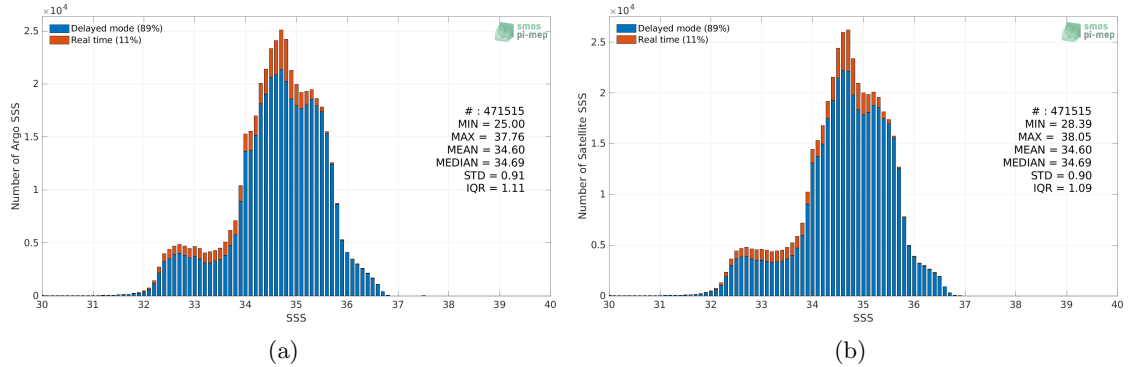 ×10⁴
Delayed mode (89%)
Real time (11%)
smos
pi-mep
# : 471515
MIN = 25.00
MAX = 37.76
MEAN = 34.60
MEDIAN = 34.69
STD = 0.91
IQR = 1.11
Number of Argo SSS
2.5
2
1.5
1
0.5
0
30 31 32 33 34 35 36 37 38 39 40
SSS
(a)
×10⁴
Delayed mode (89%)
Real time (11%)
smos
pi-mep
# : 471515
MIN = 28.39
MAX = 38.05
MEAN = 34.60
MEDIAN = 34.69
STD = 0.90
IQR = 1.09
Number of Satellite SSS
2.5
2
1.5
1
0.5
0
30 31 32 33 34 35 36 37 38 39 40
SSS
(b)